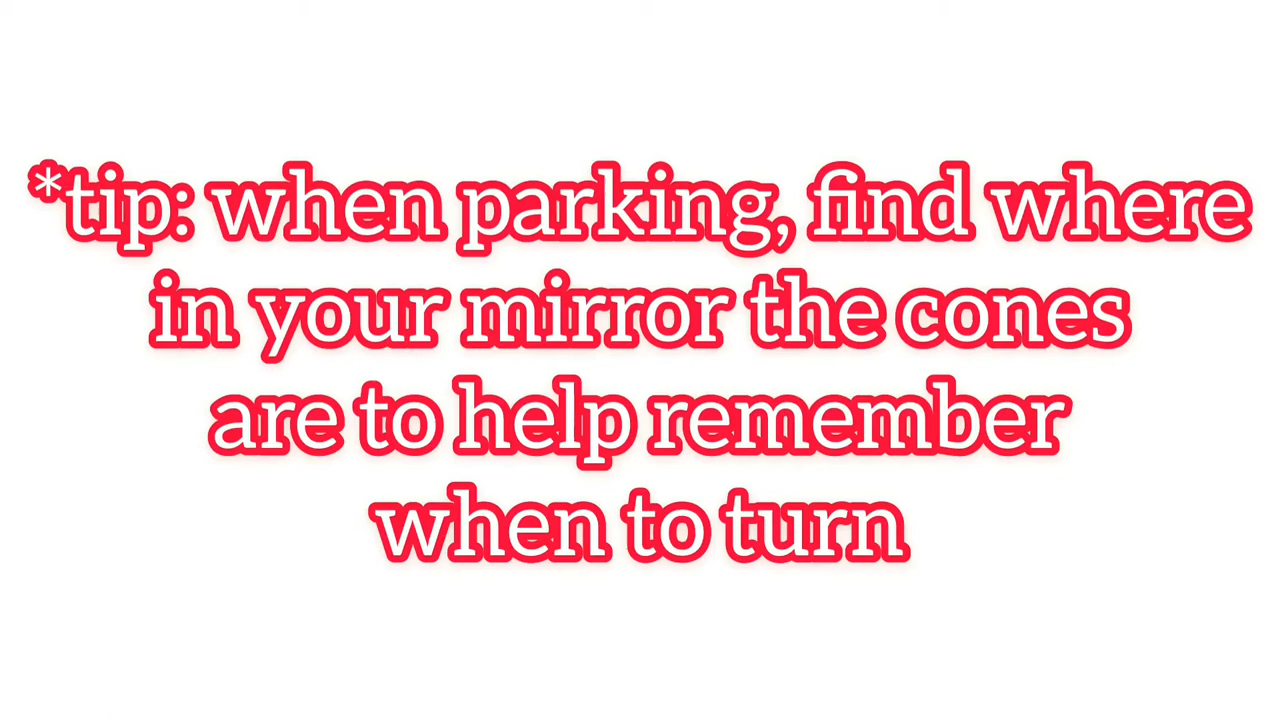 *tip: when parking, find where
in your mirror the cones
are to help remember
when to turn